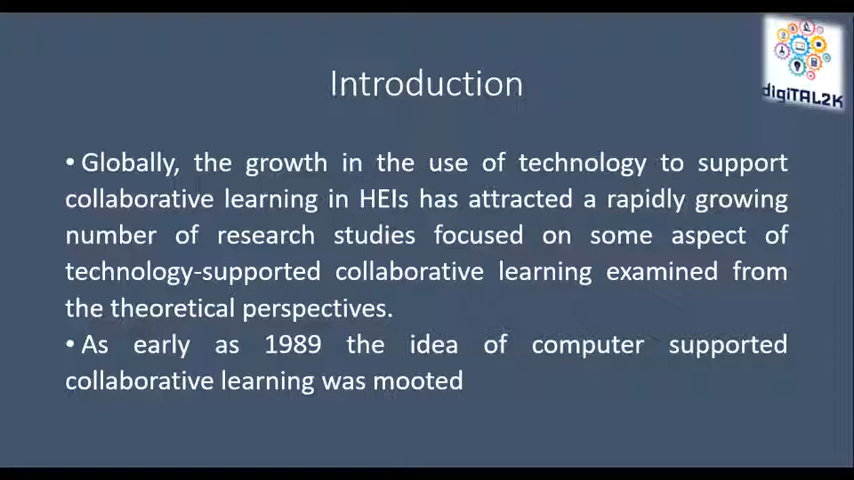 Introduction
digiTAL2K
• Globally, the growth in the use of technology to support
collaborative learning in HEIs has attracted a rapidly growing
number of research studies focused on some aspect of
technology-supported collaborative learning examined from
the theoretical perspectives.
• As early as 1989 the idea of computer supported
collaborative learning was mooted